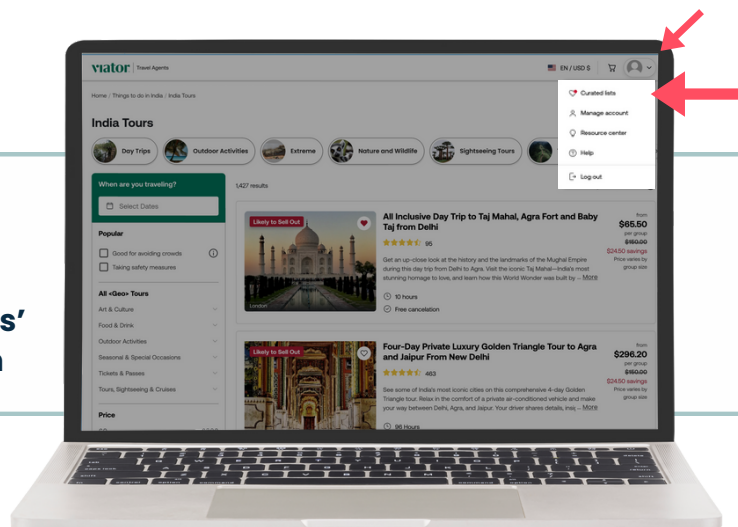 viator Travel Agents
EN / USD $
Home / Things to do in India / India Tours
Curated lists
Manage account
Resource center
Help
Log out
India Tours
Day Trips
Outdoor Activities
Extreme
Nature and Wildlife
Sightseeing Tours
When are you traveling?
Select Dates
1,427 results
Popular
Good for avoiding crowds
Taking safety measures
All <Geo> Tours
Art & Culture
Food & Drink
Outdoor Activities
Seasonal & Special Occasions
Tickets & Passes
Tours, Sightseeing & Cruises
Price
Likely to Sell Out
London
All Inclusive Day Trip to Taj Mahal, Agra Fort and Baby
Taj from Delhi
95
Get an up-close look at the history and the landmarks of the Mughal Empire
during this day trip from Delhi to Agra. Visit the iconic Taj Mahal—India's most
stunning homage to love, and learn how this World Wonder was built by – More
10 hours
Free cancelation
from
$65.50
per group
$150.00
$24.50 savings
Price varies by
group size
Likely to Sell Out
Four-Day Private Luxury Golden Triangle Tour to Agra
and Jaipur From New Delhi
463
See some of India's most iconic cities on this comprehensive 4-day Golden
Triangle tour. Relax in the comfort of a private air-conditioned vehicle and make
your way between Delhi, Agra, and Jaipur. Your driver shares details, insi – More
96 Hours
from
$296.20
per group
$150.00
$24.50 savings
Price varies by
group size
s'